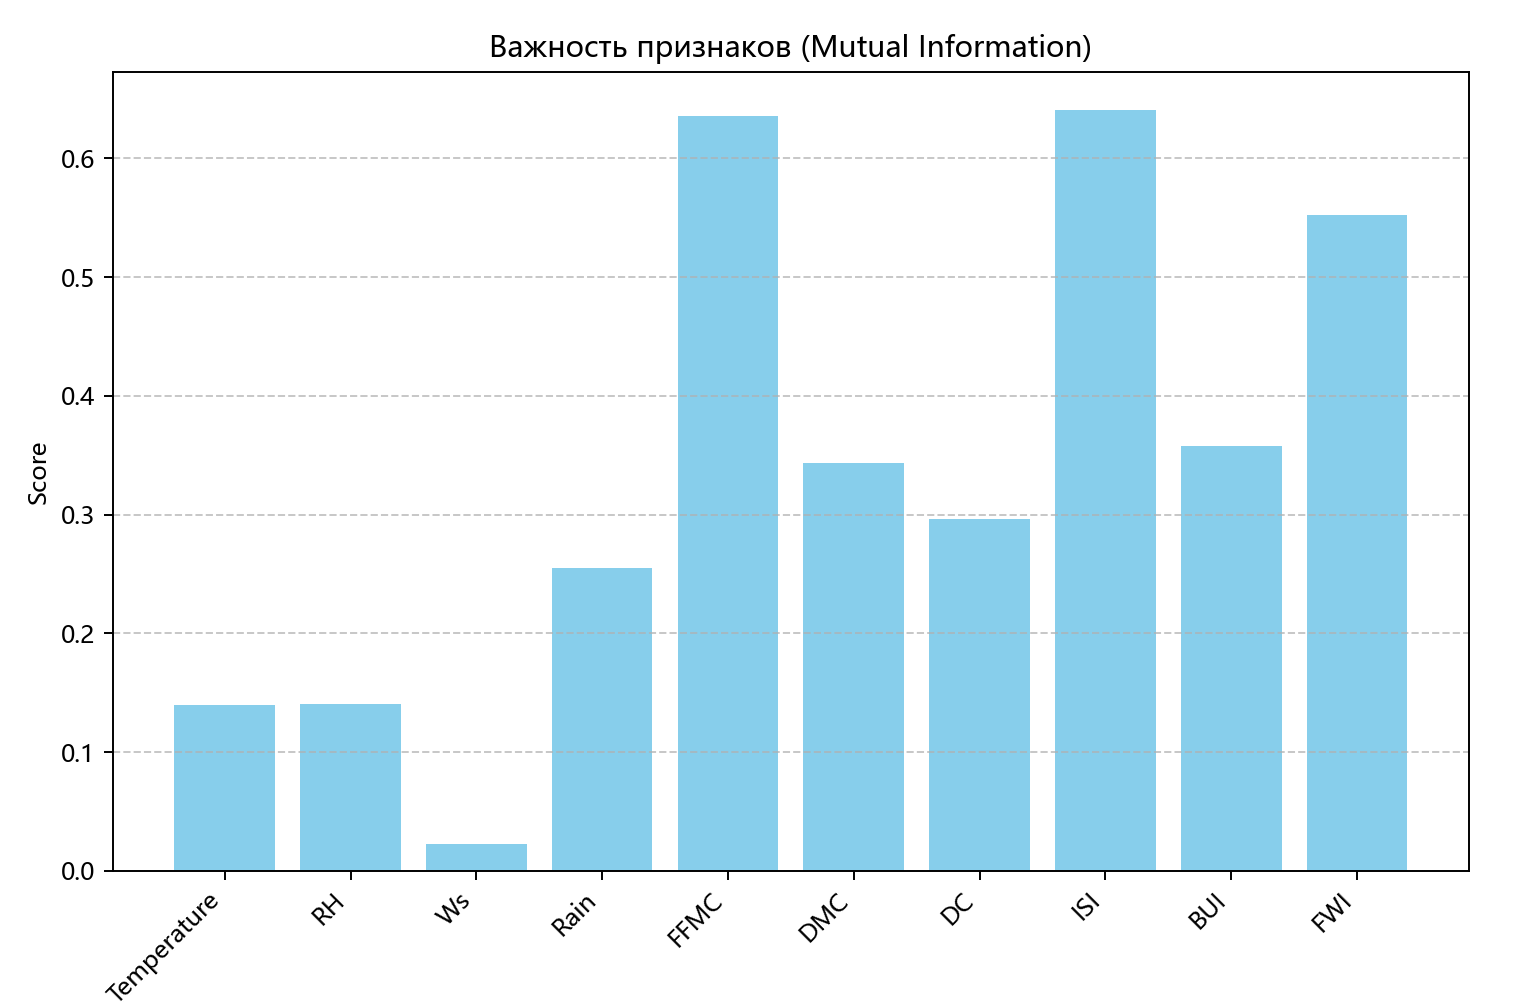 Важность признаков (Mutual Information)
Score
0.6
0.5
0.4
0.3
0.2
0.1
0.0
Temperature
RH
Ws
Rain
FFMC
DMC
DC
ISI
BUI
FWI